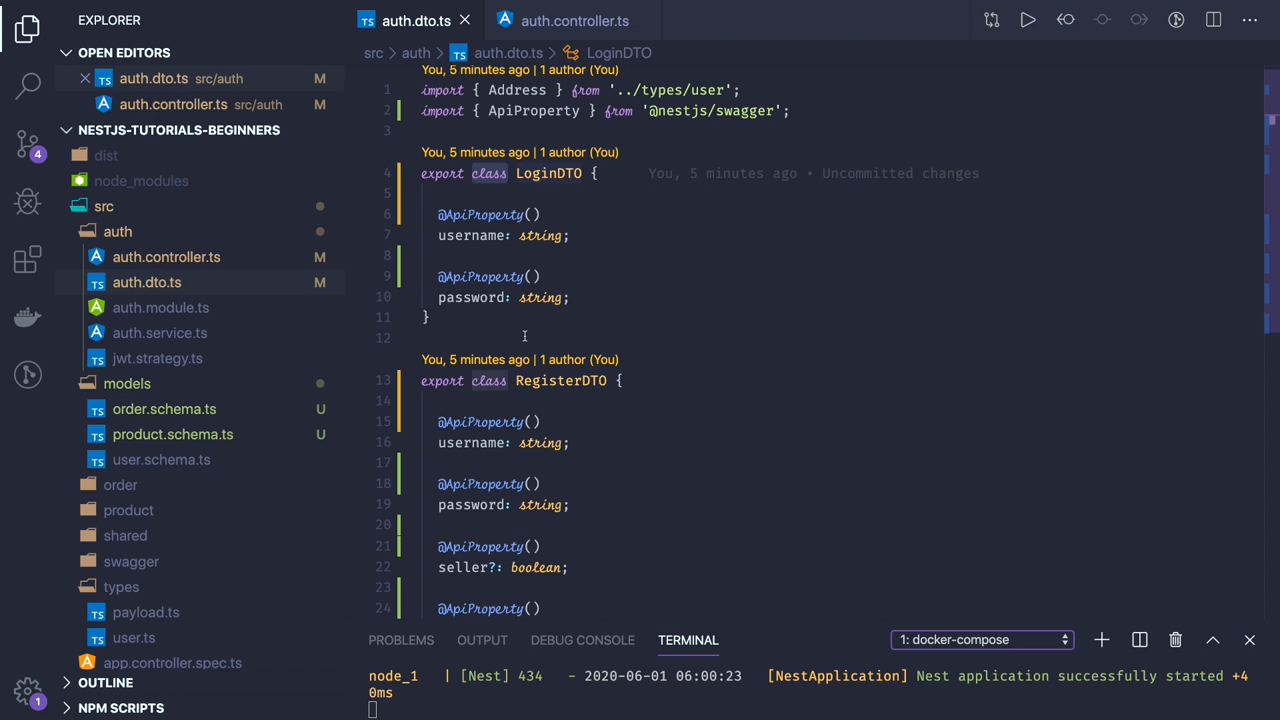 EXPLORER
OPEN EDITORS
auth.dto.ts src/auth M
auth.controller.ts src/auth M
NESTJS-TUTORIALS-BEGINNERS
dist
node_modules
src
auth
auth.controller.ts M
auth.dto.ts M
auth.module.ts
auth.service.ts
jwt.strategy.ts
models
order.schema.ts U
product.schema.ts U
user.schema.ts
order
product
shared
swagger
types
payload.ts
user.ts
app.controller.spec.ts
OUTLINE
NPM SCRIPTS
4
1
auth.dto.ts
auth.controller.ts
src > auth > TS auth.dto.ts > LoginDTO
You, 5 minutes ago | 1 author (You)
1 import { Address } from '../types/user';
2 import { ApiProperty } from '@nestjs/swagger';
3
You, 5 minutes ago | 1 author (You)
4 export class LoginDTO { You, 5 minutes ago • Uncommitted changes
5
6 @ApiProperty()
7 username: string;
8
9 @ApiProperty()
10 password: string;
11 }
12
You, 5 minutes ago | 1 author (You)
13 export class RegisterDTO {
14
15 @ApiProperty()
16 username: string;
17
18 @ApiProperty()
19 password: string;
20
21 @ApiProperty()
22 seller?: boolean;
23
24 @ApiProperty()
PROBLEMS OUTPUT DEBUG CONSOLE TERMINAL 1: docker-compose
node_1 | [Nest] 434 - 2020-06-01 06:00:23 [NestApplication] Nest application successfully started +4
0ms